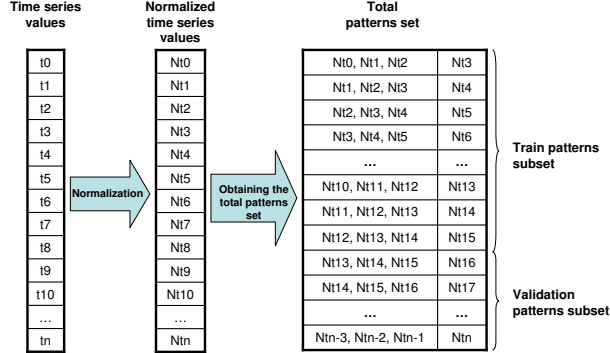 Time series
values
t0
t1
t2
t3
t4
t5
t6
t7
t8
t9
t10
...
tn
Normalization
Normalized
time series
values
Nt0
Nt1
Nt2
Nt3
Nt4
Nt5
Nt6
Nt7
Nt8
Nt9
Nt10
...
Ntn
Obtaining the
total patterns
set
Total
patterns set
Nt0, Nt1, Nt2 Nt3
Nt1, Nt2, Nt3 Nt4
Nt2, Nt3, Nt4 Nt5
Nt3, Nt4, Nt5 Nt6
... ...
Nt10, Nt11, Nt12 Nt13
Nt11, Nt12, Nt13 Nt14
Nt12, Nt13, Nt14 Nt15
Nt13, Nt14, Nt15 Nt16
Nt14, Nt15, Nt16 Nt17
... ...
Ntn-3, Ntn-2, Ntn-1 Ntn
Train patterns
subset
Validation
patterns subset